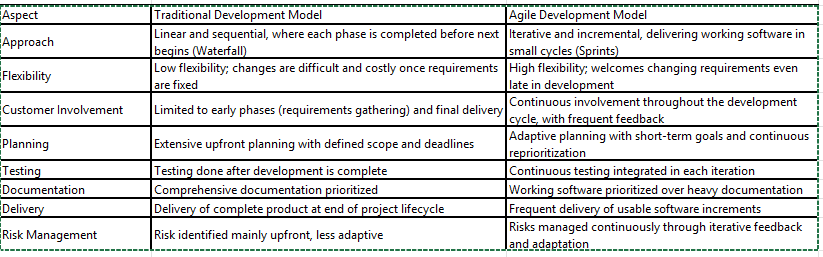 Aspect Traditional Development Model Agile Development Model
Approach
Linear and sequential, where each phase is completed before next
begins (Waterfall)
Iterative and incremental, delivering working software in
small cycles (Sprints)
Flexibility
Low flexibility; changes are difficult and costly once requirements
are fixed
High flexibility; welcomes changing requirements even
late in development
Customer Involvement
Limited to early phases (requirements gathering) and final delivery
Continuous involvement throughout the development
cycle, with frequent feedback
Planning
Extensive upfront planning with defined scope and deadlines
Adaptive planning with short-term goals and continuous
reprioritization
Testing Testing done after development is complete Continuous testing integrated in each iteration
Documentation Comprehensive documentation prioritized Working software prioritized over heavy documentation
Delivery Delivery of complete product at end of project lifecycle Frequent delivery of usable software increments
Risk Management
Risk identified mainly upfront, less adaptive
Risks managed continuously through iterative feedback
and adaptation